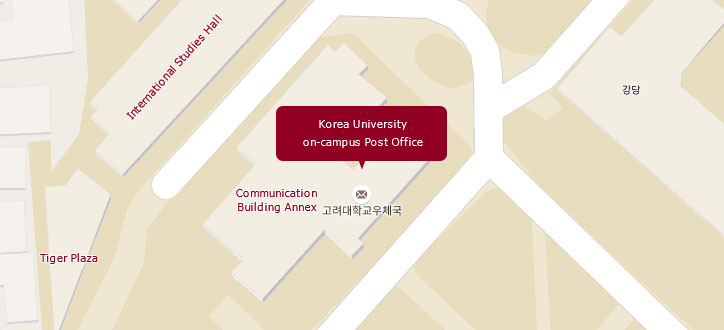 International Studies Hall
강당
Korea University
on-campus Post Office
Communication
Building Annex
고려대학교우체국
Tiger Plaza